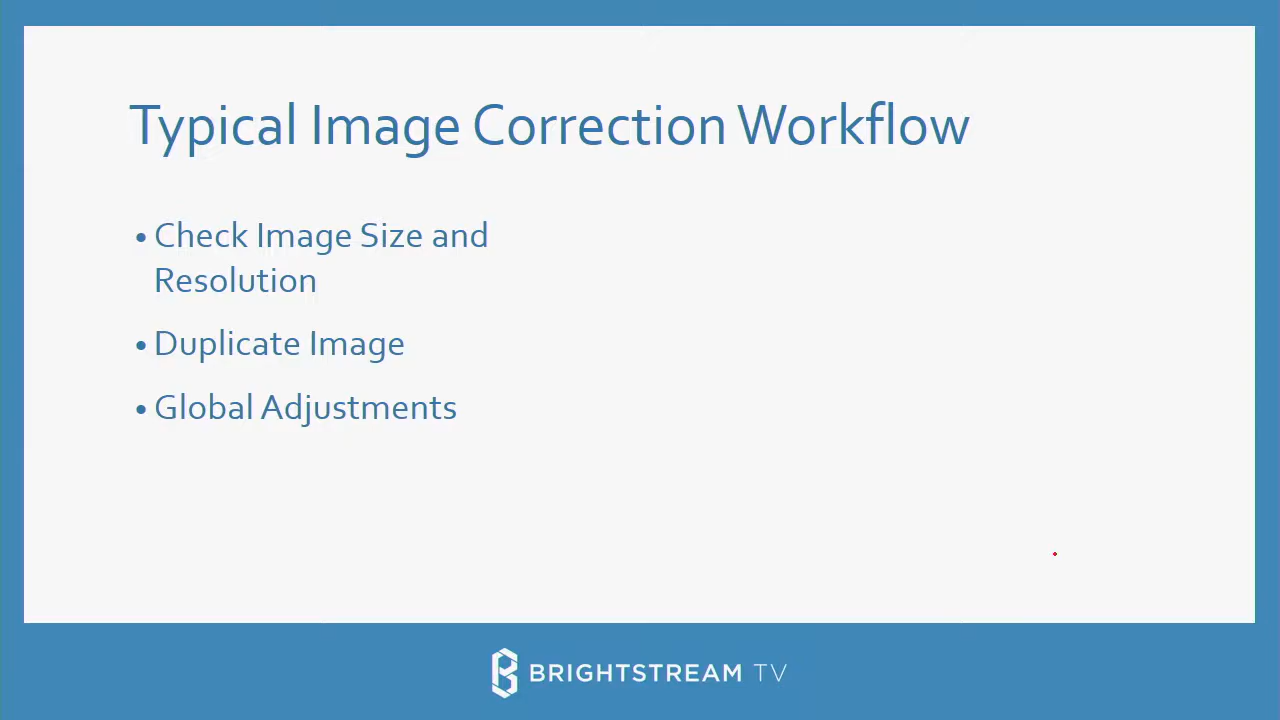 Typical Image Correction Workflow
• Check Image Size and
Resolution
• Duplicate Image
• Global Adjustments
BRIGHTSTREAM TV